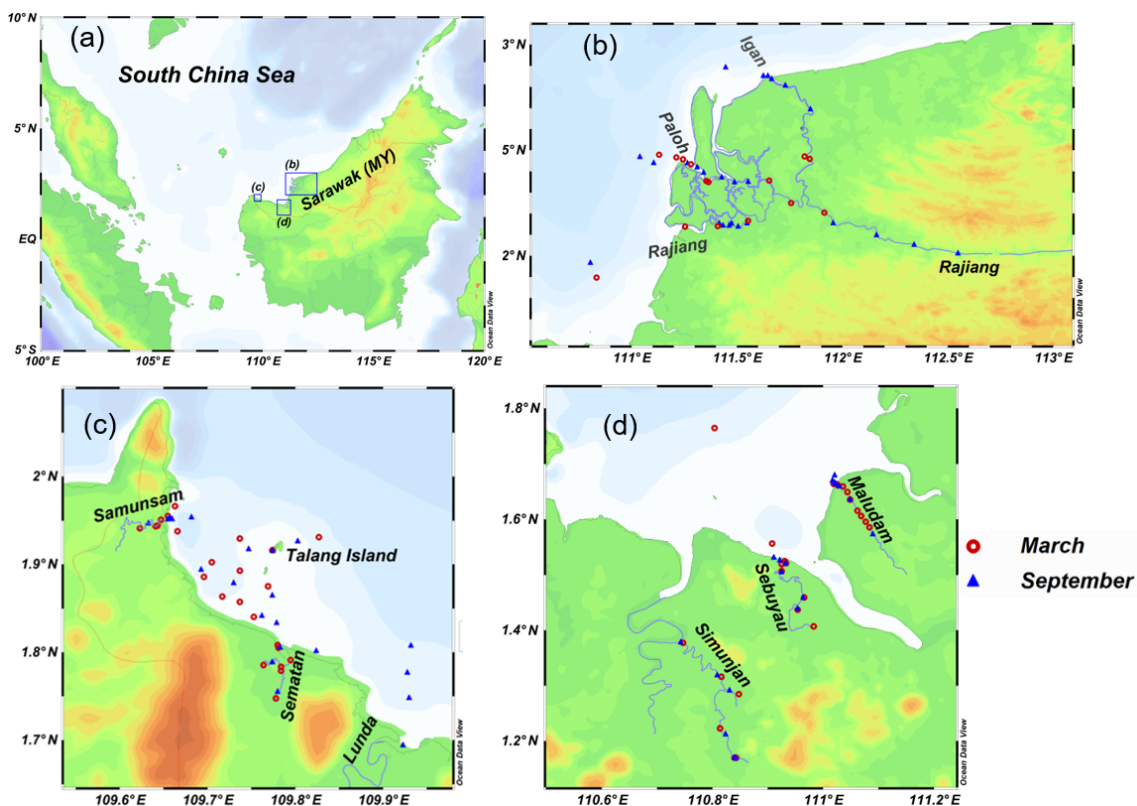 (a)
South China Sea
Sarawak (MY)
(b)
(c)
(d)
10°N
5°N
EQ
5°S
100°E
105°E
110°E
115°E
120°E
Ocean Data View
(b)
Igan
Paloh
Rajiang
Rajiang
3°N
5°N
2°N
111°E
111.5°E
112°E
112.5°E
113°E
Ocean Data View
(c)
Samunsam
Talang Island
Sematan
Lunda
2°N
1.9°N
1.8°N
1.7°N
109.6°E
109.7°E
109.8°E
109.9°E
Ocean Data View
(d)
Maludam
Sebuyau
Simunjan
1.8°N
1.6°N
1.4°N
1.2°N
110.6°E
110.8°E
111°E
111.2°E
Ocean Data View
March
September